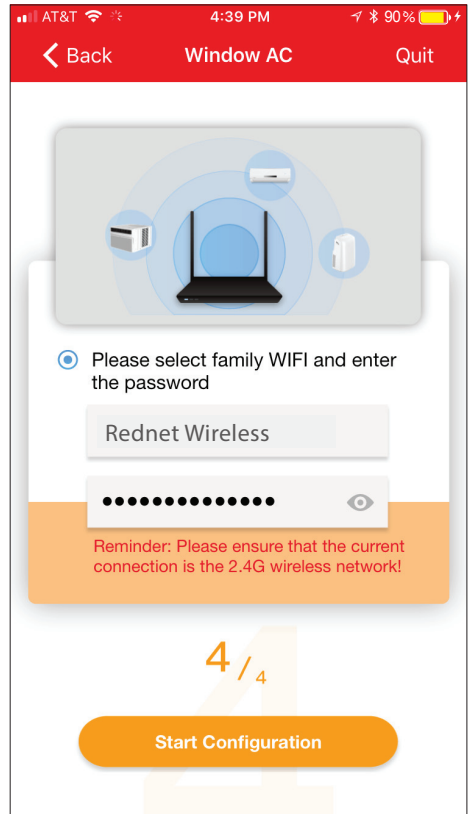 AT&T 4:39 PM 90%
Back Window AC Quit
Please select family WIFI and enter
the password
Rednet Wireless
••••••••••••••
Reminder: Please ensure that the current
connection is the 2.4G wireless network!
4/4
4
Start Configuration